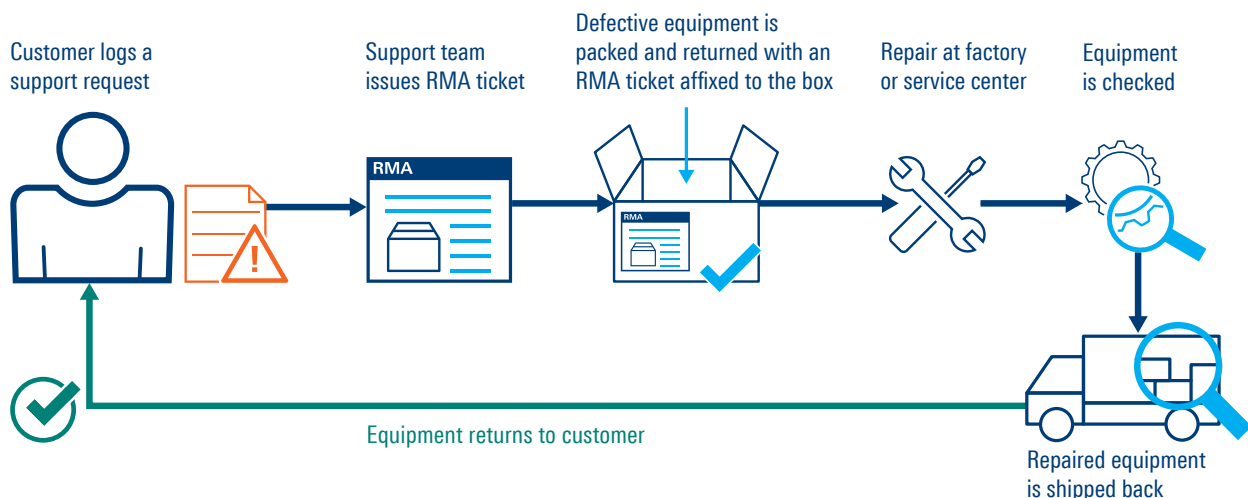 Customer logs a
support request
Support team
issues RMA ticket
Defective equipment is
packed and returned with an
RMA ticket affixed to the box
Repair at factory
or service center
Equipment
is checked
RMA
RMA
Equipment returns to customer
Repaired equipment
is shipped back